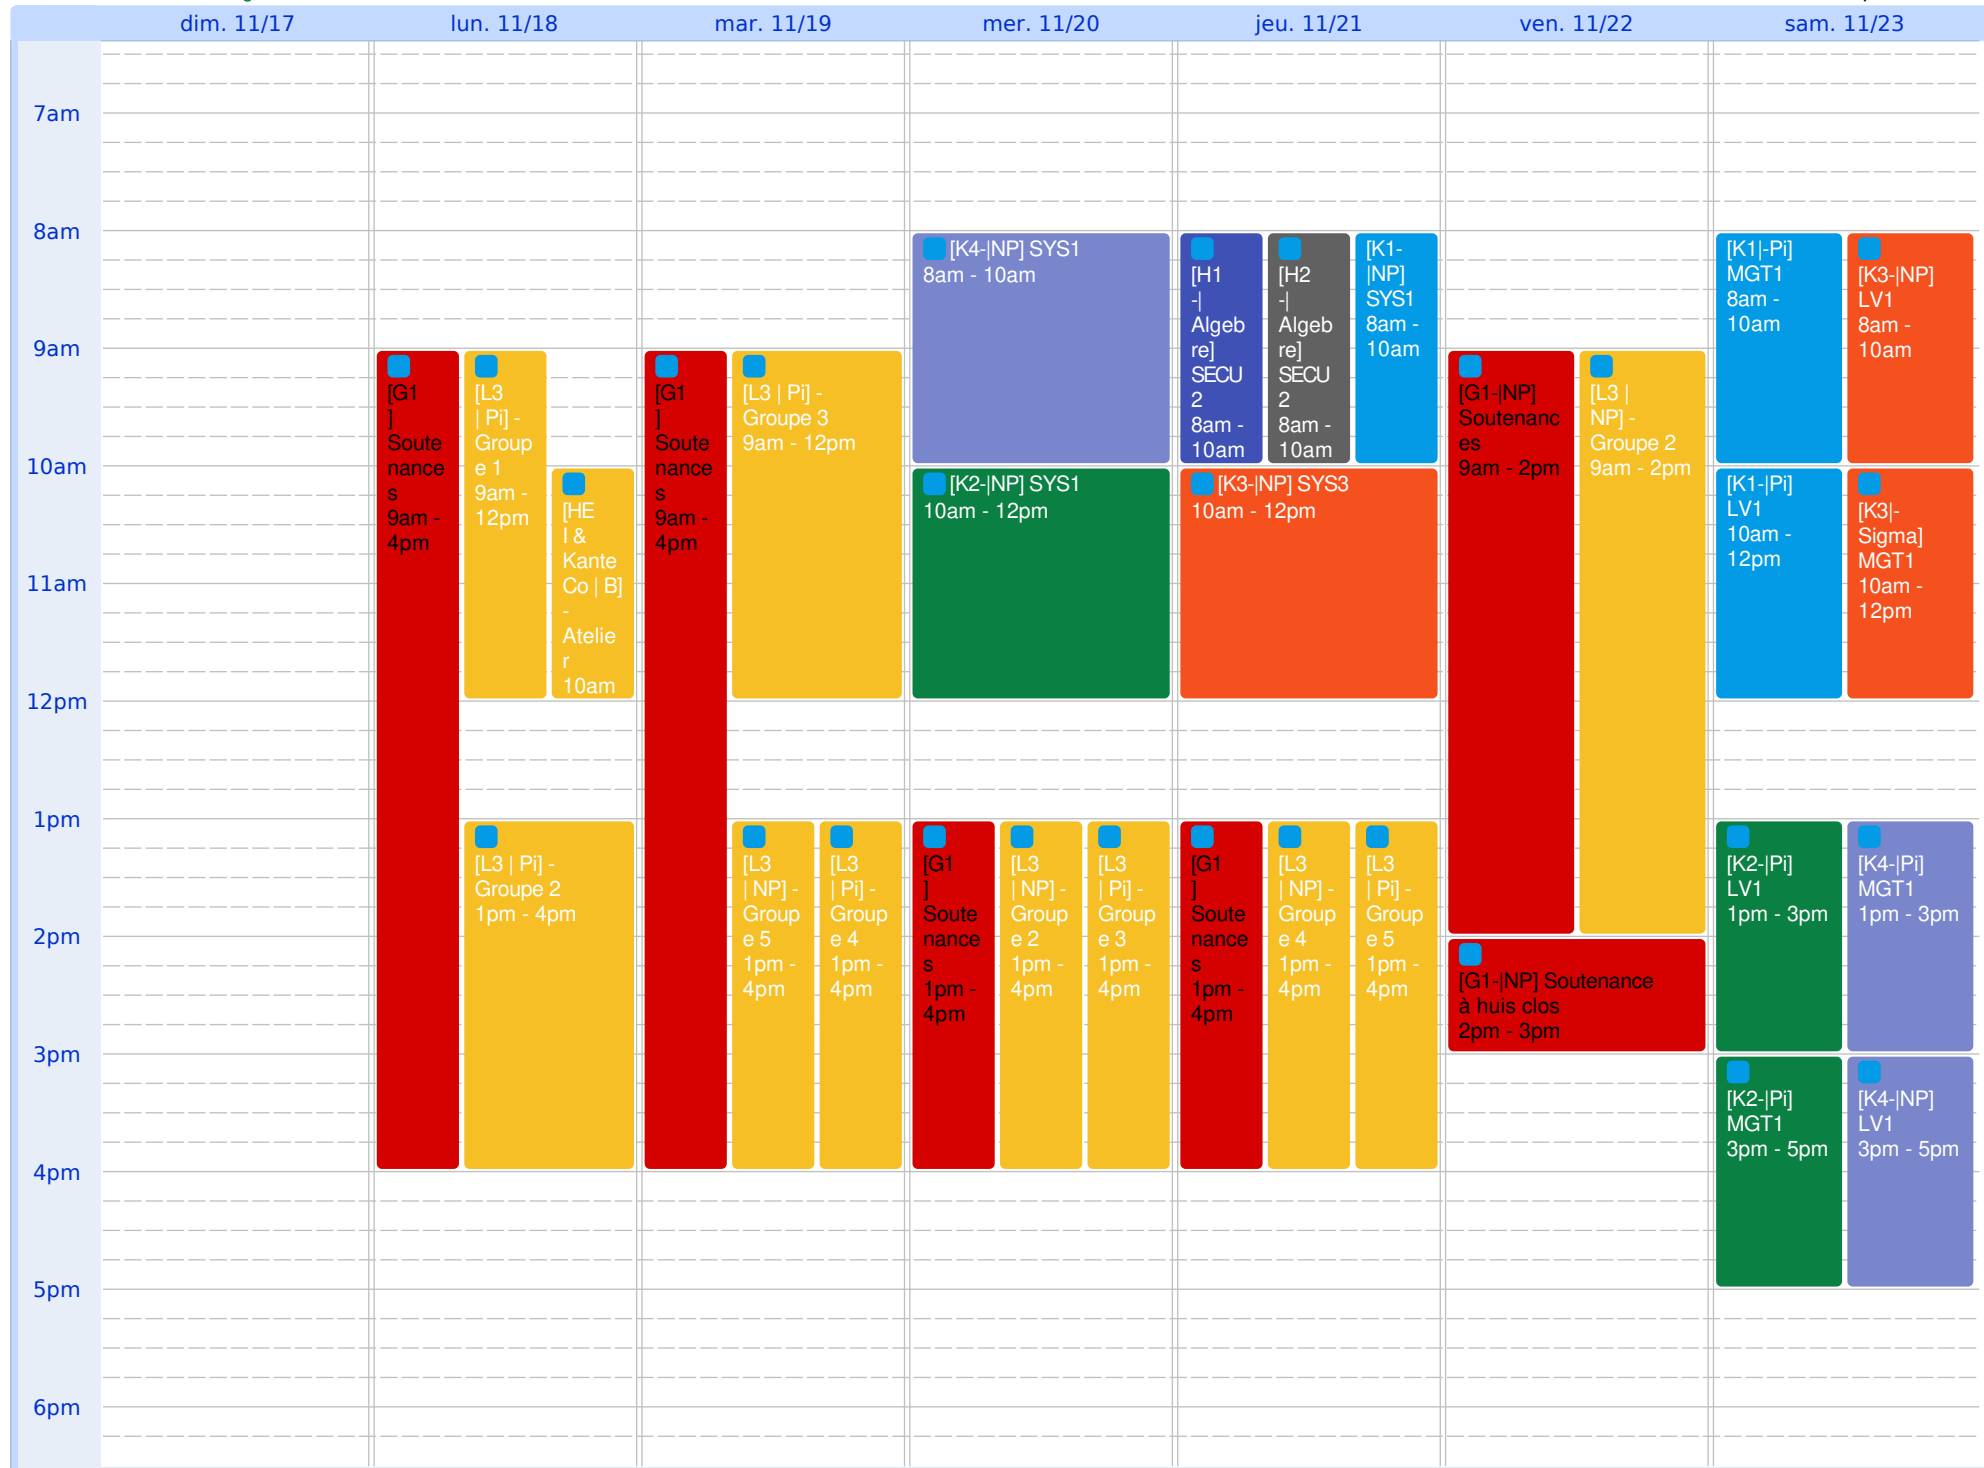 dim. 11/17
lun. 11/18
mar. 11/19
mer. 11/20
jeu. 11/21
ven. 11/22
sam. 11/23
7am
8am
9am
10am
11am
12pm
1pm
2pm
3pm
4pm
5pm
6pm
[G1
]
Soute
nance
s
9am -
4pm
[L3
| Pi] -
Group
e 1
9am -
12pm
[HE
I &
Kante
Co | B]
-
Atelie
r
10am
[L3 | Pi] -
Groupe 2
1pm - 4pm
[G1
]
Soute
nance
s
9am -
4pm
[L3 | Pi] -
Groupe 3
9am - 12pm
[L3
| NP] -
Group
e 5
1pm -
4pm
[L3
| Pi] -
Group
e 4
1pm -
4pm
[K4-|NP] SYS1
8am - 10am
[K2-|NP] SYS1
10am - 12pm
[G1
]
Soute
nance
s
1pm -
4pm
[L3
| NP] -
Group
e 2
1pm -
4pm
[L3
| Pi] -
Group
e 3
1pm -
4pm
[H1
-|
Algeb
re]
SECU
2
8am -
10am
[H2
-|
Algeb
re]
SECU
2
8am -
10am
[K1-
|NP]
SYS1
8am -
10am
[K3-|NP] SYS3
10am - 12pm
[G1
]
Soute
nance
s
1pm -
4pm
[L3
| NP] -
Group
e 4
1pm -
4pm
[L3
| Pi] -
Group
e 5
1pm -
4pm
[G1-|NP]
Soutenanc
es
9am - 2pm
[L3 |
NP] -
Groupe 2
9am - 2pm
[G1-|NP] Soutenance
à huis clos
2pm - 3pm
[K1|-Pi]
MGT1
8am -
10am
[K3-|NP]
LV1
8am -
10am
[K1-|Pi]
LV1
10am -
12pm
[K3|-
Sigma]
MGT1
10am -
12pm
[K2-|Pi]
LV1
1pm - 3pm
[K4-|Pi]
MGT1
1pm - 3pm
[K2-|Pi]
MGT1
3pm - 5pm
[K4-|NP]
LV1
3pm - 5pm